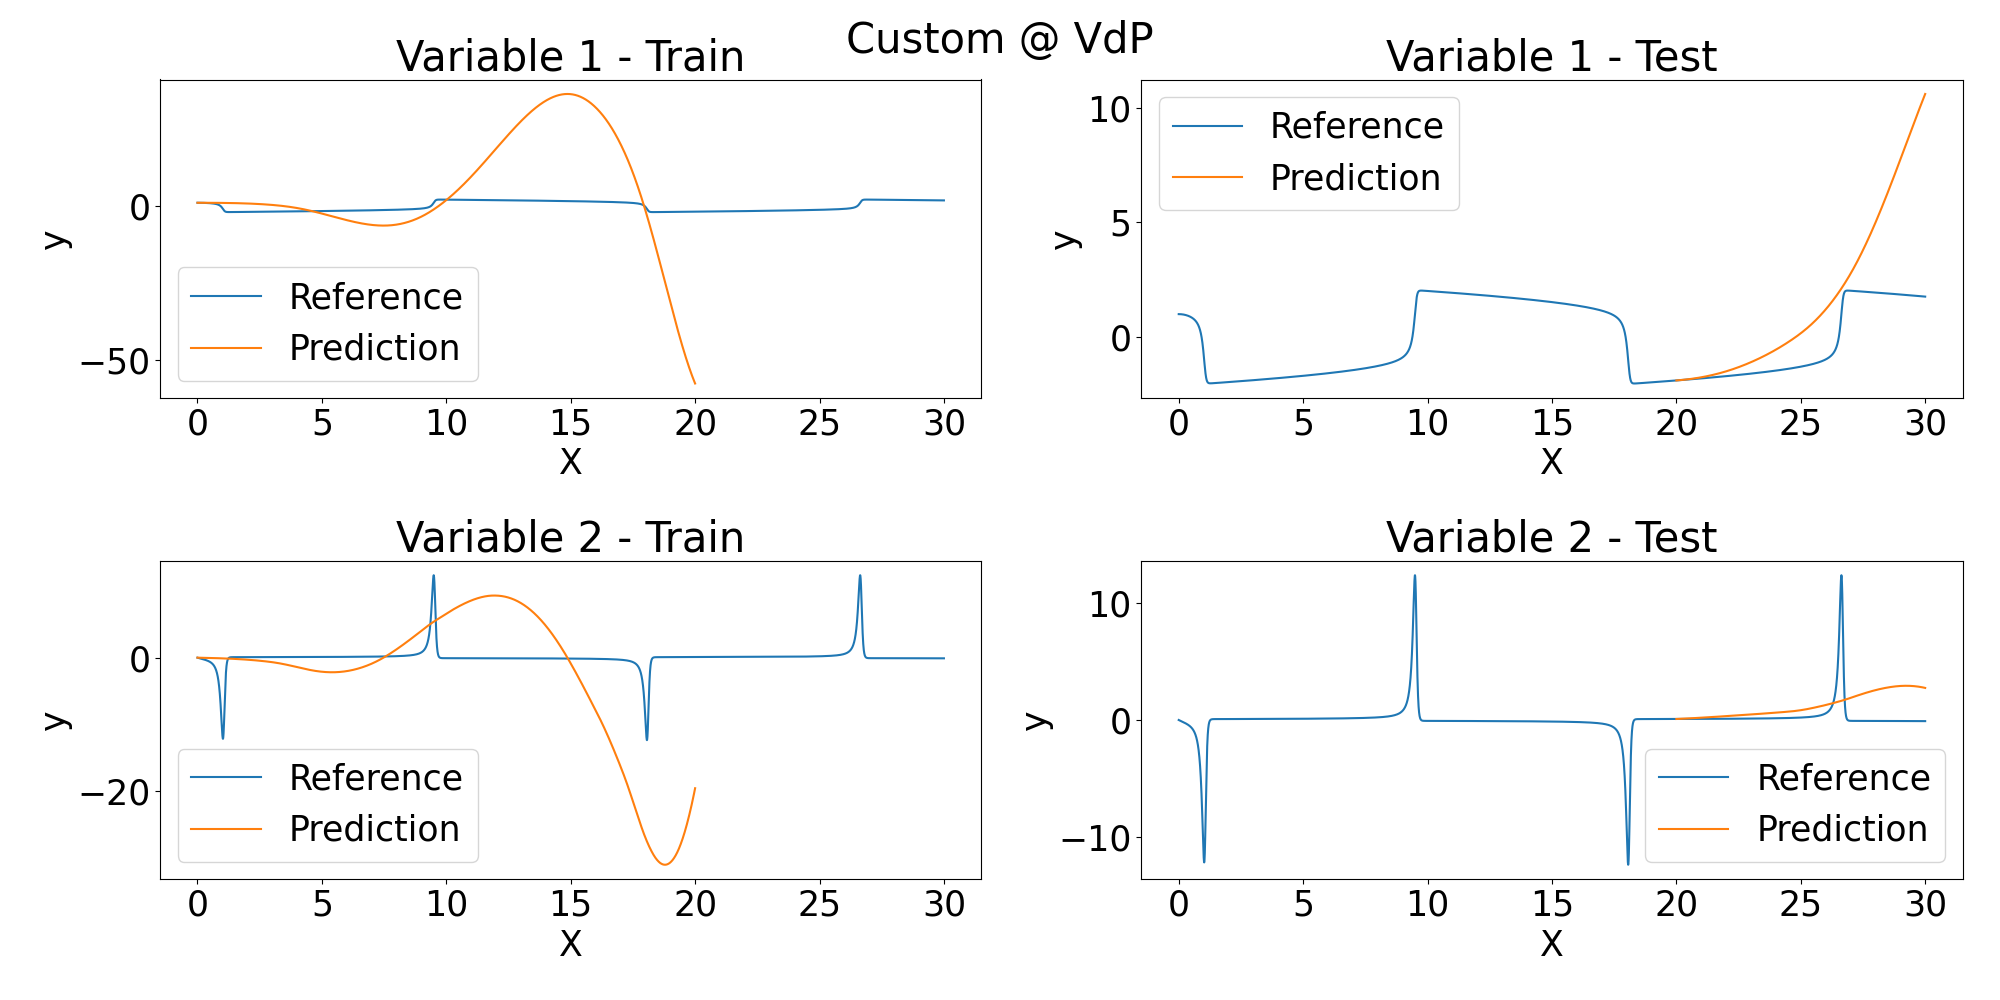 Custom @ VdP
Variable 1 - Train
0
−50
y
Reference
Prediction
0 5 10 15 20 25 30
X
Variable 1 - Test
10
5
0
y
Reference
Prediction
0 5 10 15 20 25 30
X
Variable 2 - Train
0
−20
y
Reference
Prediction
0 5 10 15 20 25 30
X
Variable 2 - Test
10
0
−10
y
Reference
Prediction
0 5 10 15 20 25 30
X